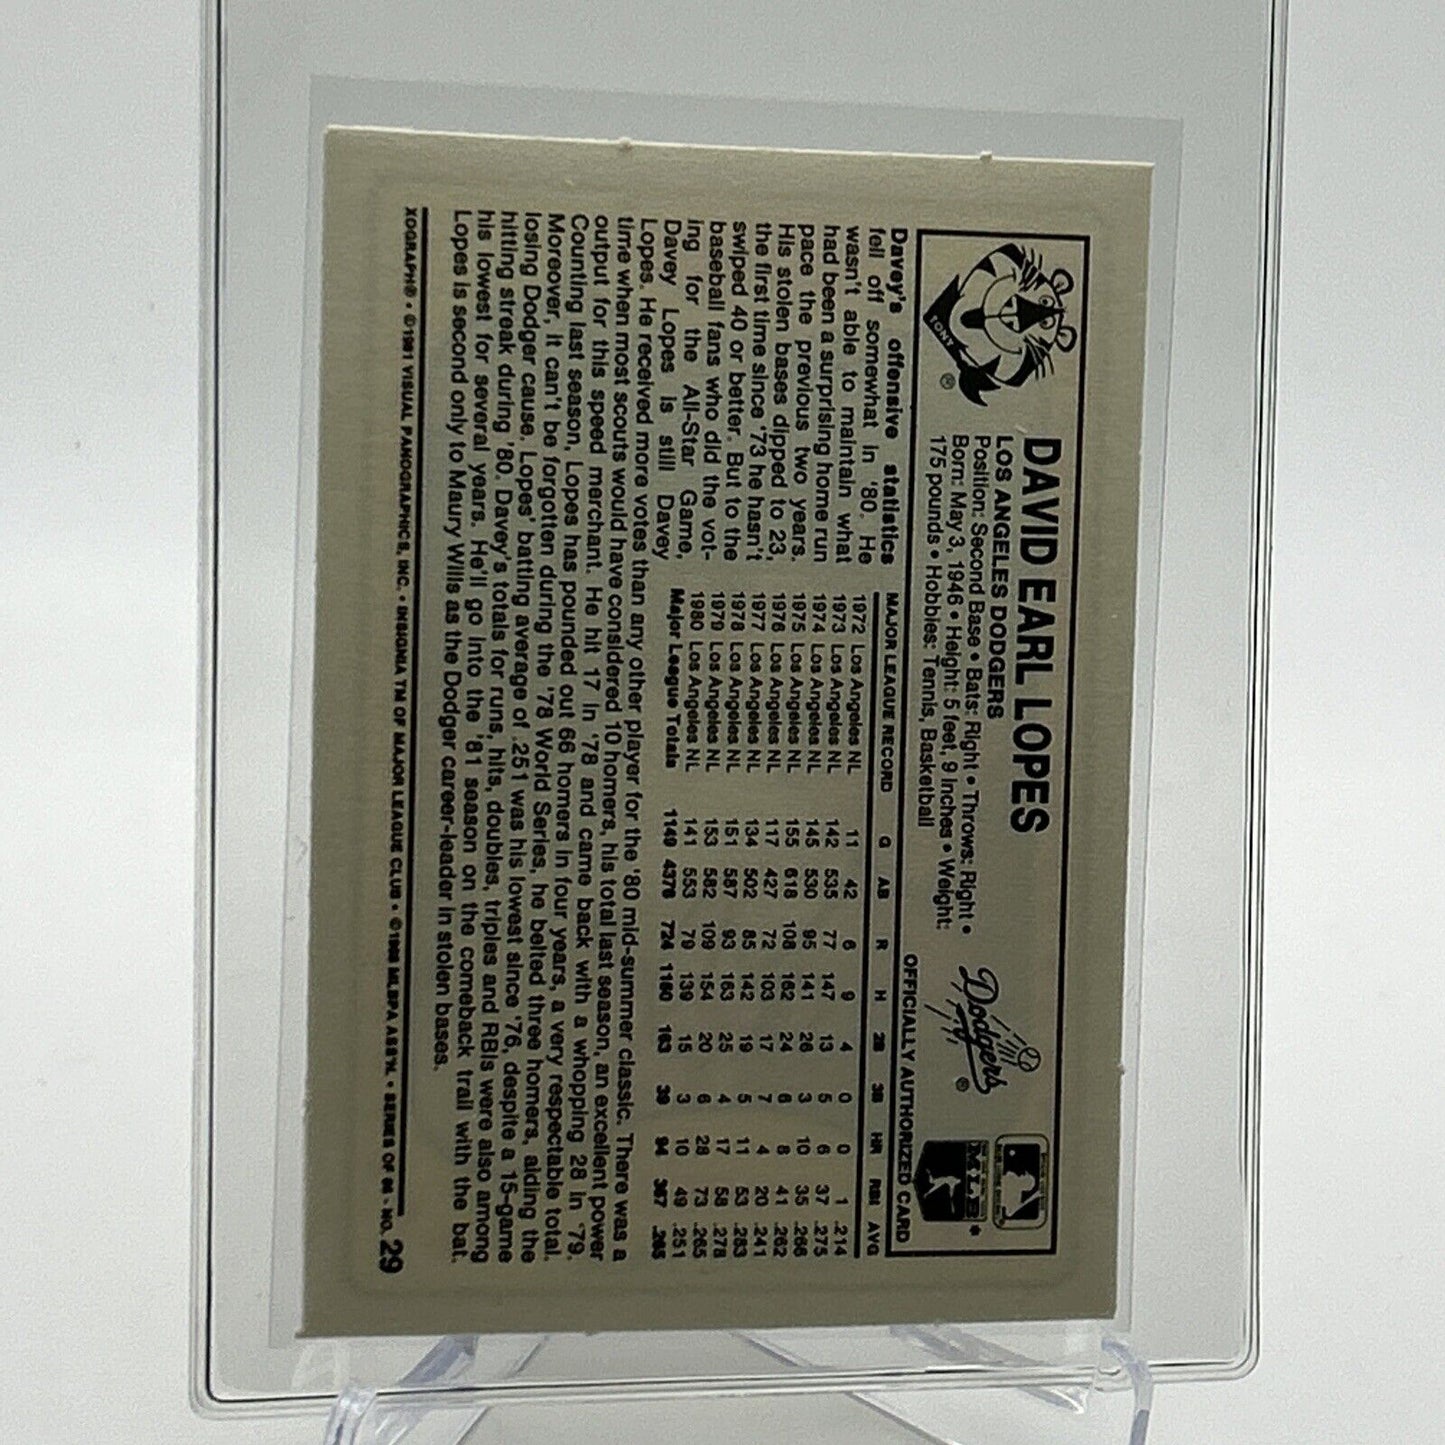 TONY
®
DAVID EARL LOPES
LOS ANGELES DODGERS
Position: Second Base • Bats: Right • Throws: Right •
Born: May 3, 1946 • Height: 5 feet, 9 inches • Weight:
175 pounds • Hobbies: Tennis, Basketball
Dodgers
®
MLB
OFFICIALLY AUTHORIZED CARD
MAJOR LEAGUE RECORD G AB R H 2B 3B HR RBI AVG
1972 Los Angeles NL 11 42 6 9 4 0 0 1 .214
1973 Los Angeles NL 142 535 77 147 13 5 6 37 .275
1974 Los Angeles NL 145 530 95 141 26 3 10 35 .266
1975 Los Angeles NL 155 618 108 162 24 6 8 41 .262
1976 Los Angeles NL 117 427 72 103 17 7 4 20 .241
1977 Los Angeles NL 134 502 85 142 19 5 11 53 .283
1978 Los Angeles NL 151 587 93 163 25 4 17 58 .278
1979 Los Angeles NL 153 582 109 154 20 6 28 73 .265
1980 Los Angeles NL 141 553 79 139 15 3 10 49 .251
Major League Totals 1149 4376 724 1160 163 39 94 367 .265
Davey's offensive statistics
fell off somewhat in '80. He
wasn't able to maintain what
had been a surprising home run
pace the previous two years.
His stolen bases dipped to 23,
the first time since '73 he hasn't
swiped 40 or better. But to the
baseball fans who did the vot-
ing for the All-Star Game,
Davey Lopes is still Davey
Lopes. He received more votes than any other player for the '80 mid-summer classic. There was a
time when most scouts would have considered 10 homers, his total last season, an excellent power
output for this speed merchant. He hit 17 in '78 and came back with a whopping 28 in '79.
Counting last season, Lopes has pounded out 66 homers in four years, a very respectable total.
Moreover, it can't be forgotten during the '78 World Series, he belted three homers, aiding the
losing Dodger cause. Lopes' batting average of .251 was his lowest since '76, despite a 15-game
hitting streak during '80. Davey's totals for runs, hits, doubles, triples and RBIs were also among
his lowest for several years. He'll go into the '81 season on the comeback trail with the bat.
Lopes is second only to Maury Wills as the Dodger career-leader in stolen bases.
XOGRAPH® • ©1981 VISUAL PANOGRAPHICS, INC. • INSIGNIA TM OF MAJOR LEAGUE CLUB • ©1966 MLBPA ASS'N. • SERIES OF 66 • NO. 29